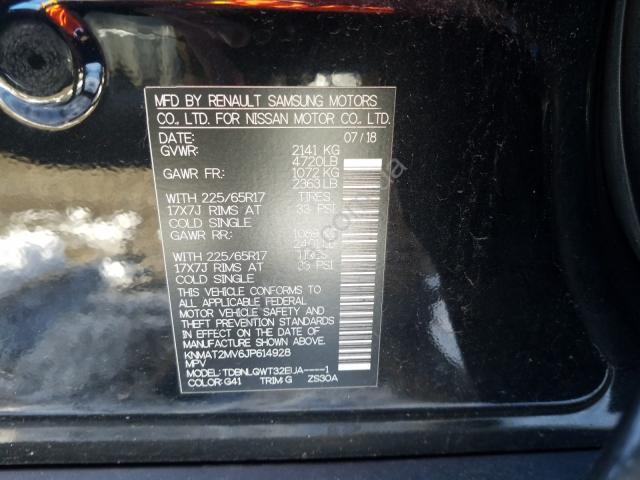 MFD BY RENAULT SAMSUNG MOTORS
CO., LTD. FOR NISSAN MOTOR CO., LTD.
DATE: 07/18
GVWR: 2141 KG
4720LB
GAWR FR: 1072 KG
2363LB
WITH 225/65R17 TIRES
17X7J RIMS AT 33 PSI
COLD SINGLE
GAWR RR:
WITH 225/65R17 TIRES
17X7J RIMS AT PSI
COLD SINGLE
THIS VEHICLE CONFORMS TO
ALL APPLICABLE FEDERAL
MOTOR VEHICLE SAFETY AND
THEFT PREVENTION STANDARDS
IN EFFECT ON THE DATE OF
MANUFACTURE SHOWN ABOVE.
KNMAT2MV6JP614928
MPV
MODEL: TDBNLGWT32EIJA----1
COLOR: G41 TRIM:G ZS30A